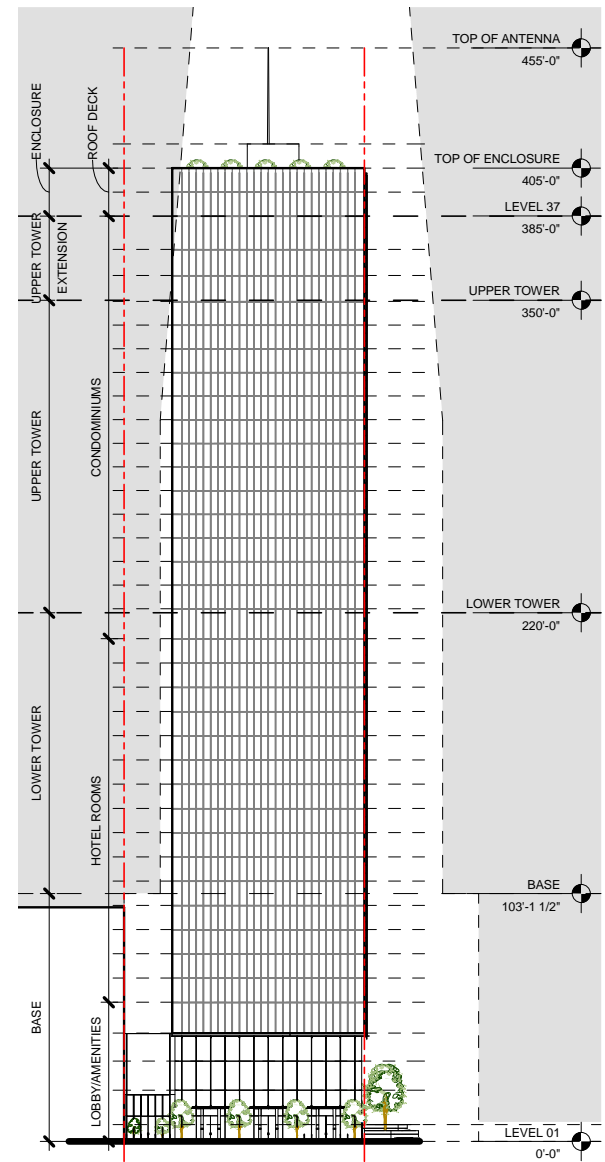 TOP OF ANTENNA
455'-0"
ENCLOSURE
ROOF DECK
TOP OF ENCLOSURE
405'-0"
LEVEL 37
385'-0"
UPPER TOWER
EXTENSION
UPPER TOWER
350'-0"
UPPER TOWER
CONDOMINIUMS
LOWER TOWER
220'-0"
LOWER TOWER
HOTEL ROOMS
BASE
103'-1 1/2"
BASE
LOBBY/AMENITIES
LEVEL 01
0'-0"